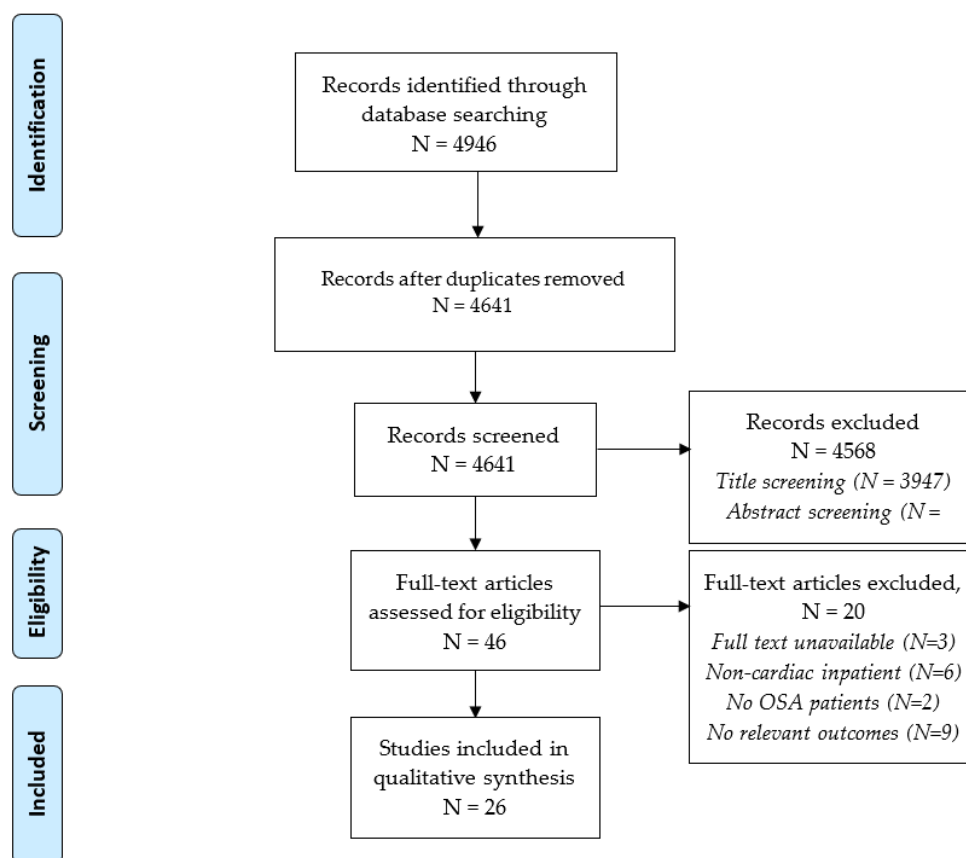 Identification
Records identified through
database searching
N = 4946
Records after duplicates removed
N = 4641
Screening
Records screened
N = 4641
Records excluded
N = 4568
Title screening (N = 3947)
Abstract screening (N =
Eligibility
Full-text articles
assessed for eligibility
N = 46
Full-text articles excluded,
N = 20
Full text unavailable (N=3)
Non-cardiac inpatient (N=6)
No OSA patients (N=2)
No relevant outcomes (N=9)
Included
Studies included in
qualitative synthesis
N = 26